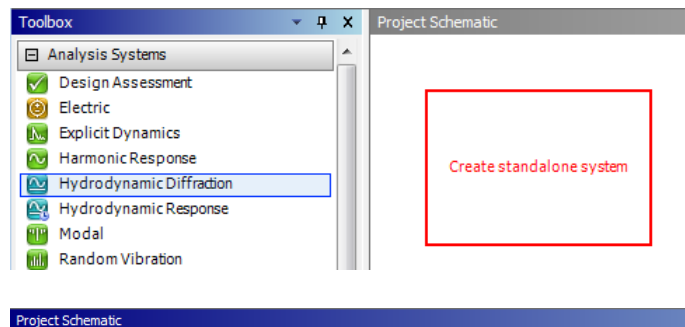 Toolbox
Project Schematic
Analysis Systems
Design Assessment
Electric
Explicit Dynamics
Harmonic Response
Hydrodynamic Diffraction
Hydrodynamic Response
Modal
Random Vibration
Create standalone system
Project Schematic